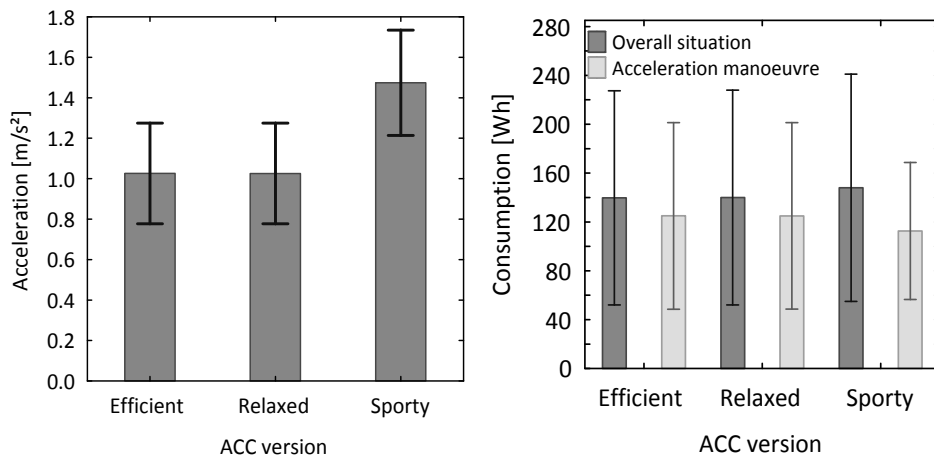 Acceleration [m/s²]
1.8
1.6
1.4
1.2
1.0
0.8
0.6
0.4
0.2
0.0
Efficient Relaxed Sporty
ACC version
Consumption [Wh]
280
240
200
160
120
80
40
0
Overall situation
Acceleration manoeuvre
Efficient Relaxed Sporty
ACC version